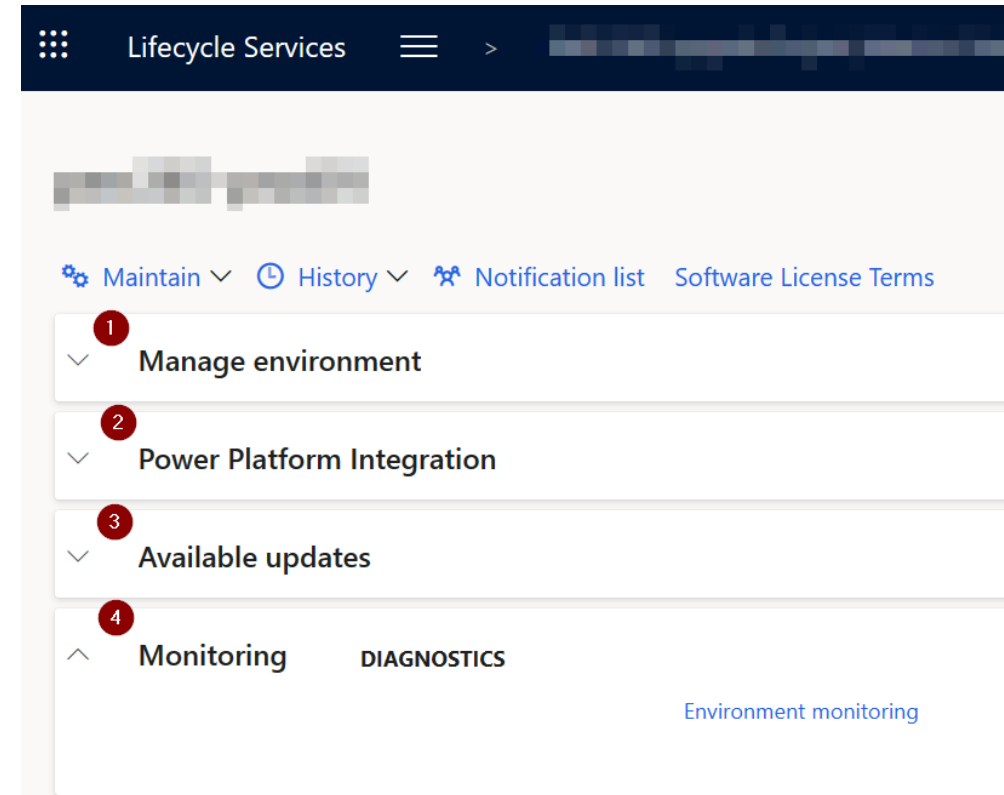 Lifecycle Services >
Maintain History Notification list Software License Terms
1
Manage environment
2
Power Platform Integration
3
Available updates
4
Monitoring DIAGNOSTICS
Environment monitoring